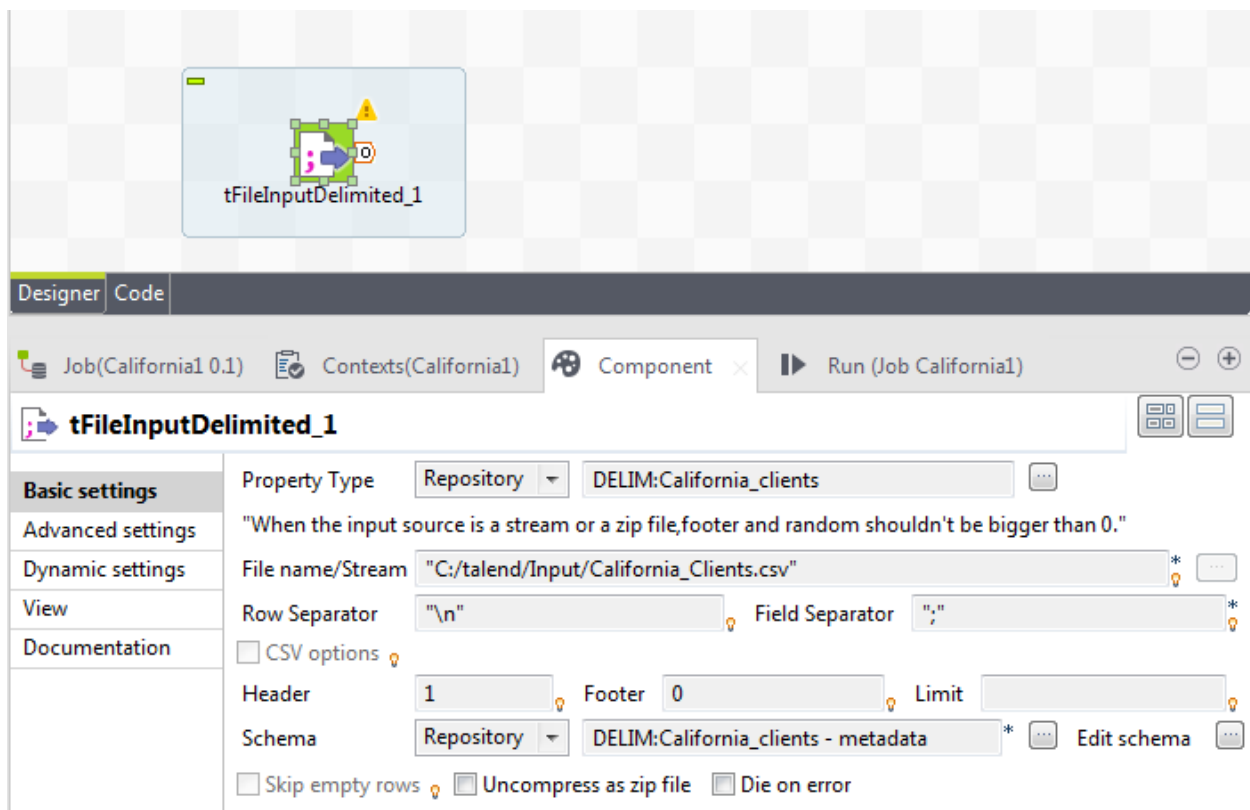 ;
O
tFileInputDelimited_1
Designer Code
Job(California1 0.1) Contexts(California1) Component Run (Job California1)
; tFileInputDelimited_1
Basic settings
Advanced settings
Dynamic settings
View
Documentation
Property Type Repository DELIM:California_clients ...
"When the input source is a stream or a zip file,footer and random shouldn't be bigger than 0."
File name/Stream "C:/talend/Input/California_Clients.csv" * ...
Row Separator "\n" Field Separator ";" *
CSV options
Header 1 Footer 0 Limit
Schema Repository DELIM:California_clients - metadata * ... Edit schema ...
Skip empty rows Uncompress as zip file Die on error